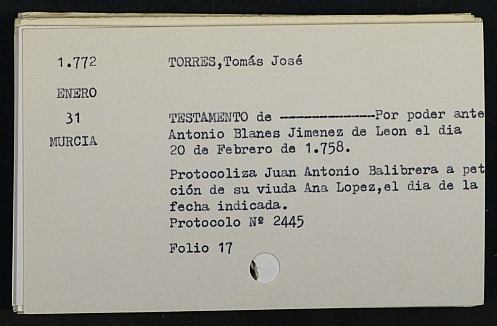 1.772 TORRES,Tomás José
ENERO
31 TESTAMENTO de ---------------Por poder ante
MURCIA Antonio Blanes Jimenez de Leon el dia
20 de Febrero de 1.758.
Protocoliza Juan Antonio Balibrera a pet
ción de su viuda Ana Lopez,el dia de la
fecha indicada.
Protocolo Nº 2445
Folio 17